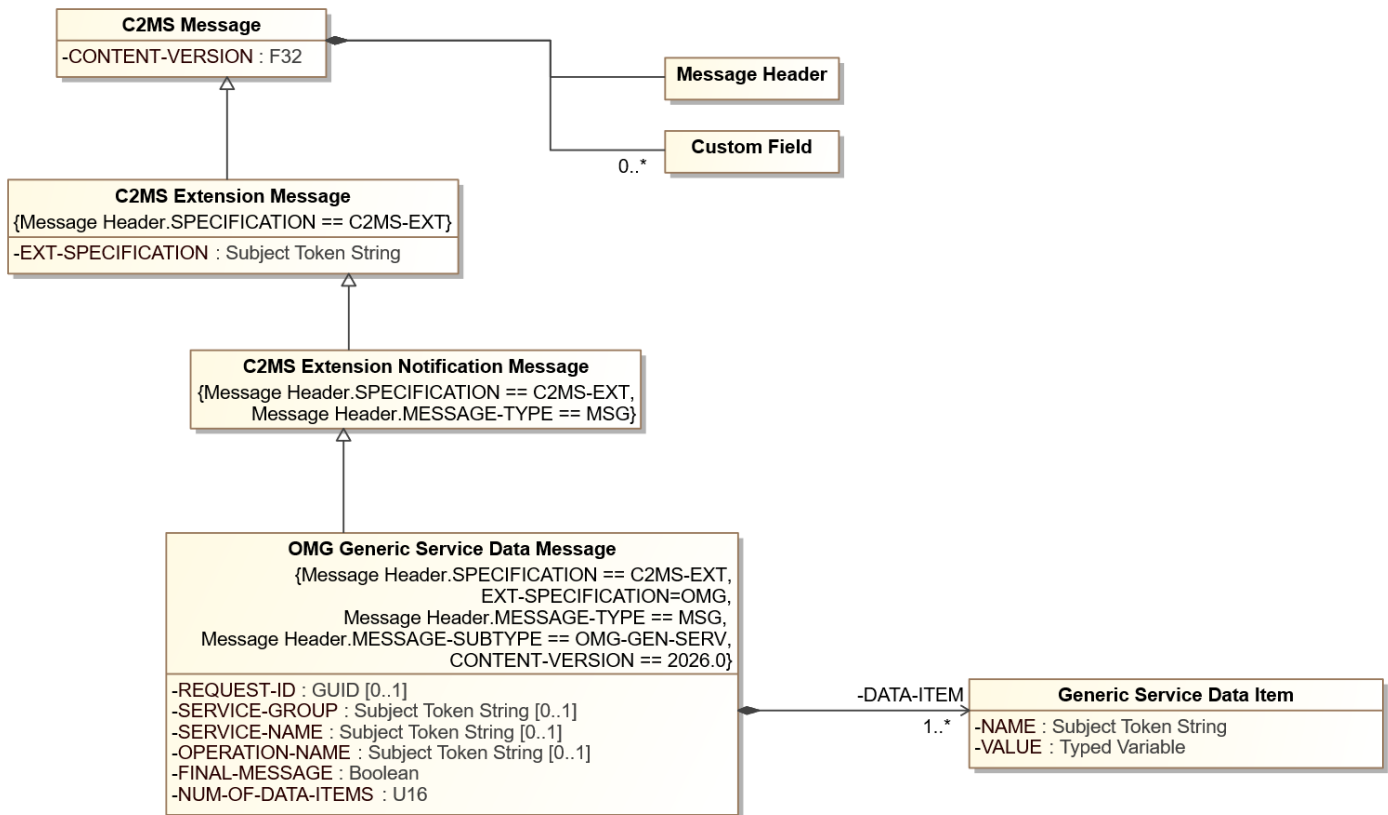 C2MS Message
-CONTENT-VERSION : F32
Message Header
Custom Field
0..*
C2MS Extension Message
{Message Header.SPECIFICATION == C2MS-EXT}
-EXT-SPECIFICATION : Subject Token String
C2MS Extension Notification Message
{Message Header.SPECIFICATION == C2MS-EXT,
Message Header.MESSAGE-TYPE == MSG}
OMG Generic Service Data Message
{Message Header.SPECIFICATION == C2MS-EXT,
EXT-SPECIFICATION=OMG,
Message Header.MESSAGE-TYPE == MSG,
Message Header.MESSAGE-SUBTYPE == OMG-GEN-SERV,
CONTENT-VERSION == 2026.0}
-REQUEST-ID : GUID [0..1]
-SERVICE-GROUP : Subject Token String [0..1]
-SERVICE-NAME : Subject Token String [0..1]
-OPERATION-NAME : Subject Token String [0..1]
-FINAL-MESSAGE : Boolean
-NUM-OF-DATA-ITEMS : U16
-DATA-ITEM
1..*
Generic Service Data Item
-NAME : Subject Token String
-VALUE : Typed Variable